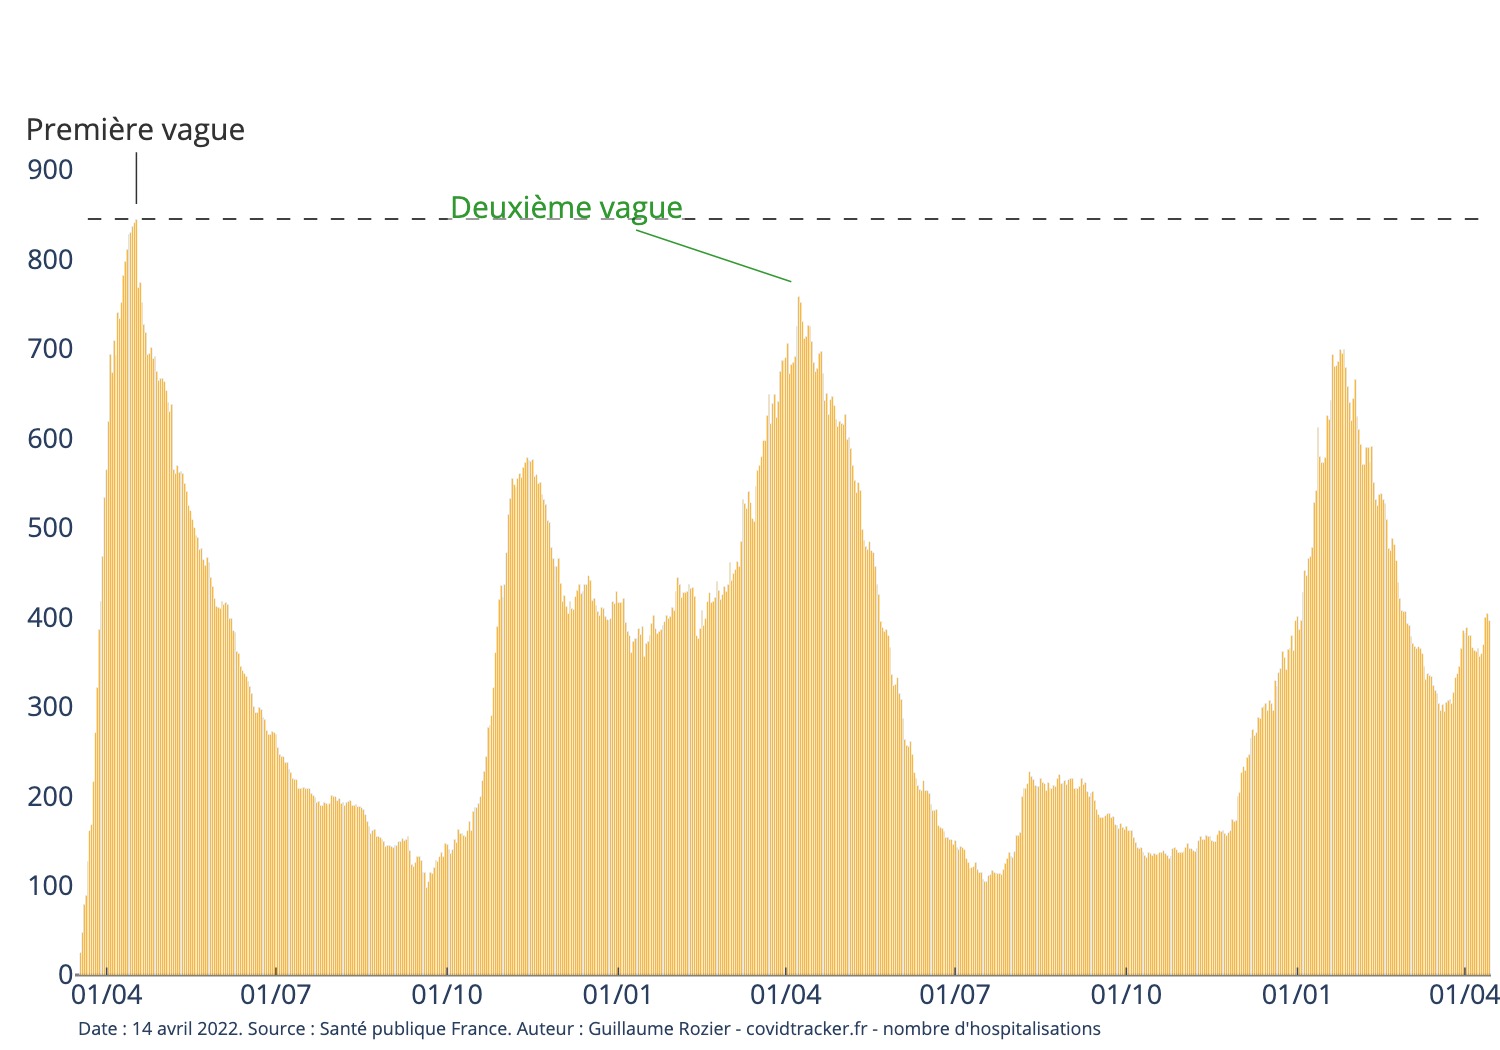 Première vague
900
Deuxième vague
800
700
600
500
400
300
200
100
0
01/04 01/07 01/10 01/01 01/04 01/07 01/10 01/01 01/04
Date : 14 avril 2022. Source : Santé publique France. Auteur : Guillaume Rozier - covidtracker.fr - nombre d'hospitalisations